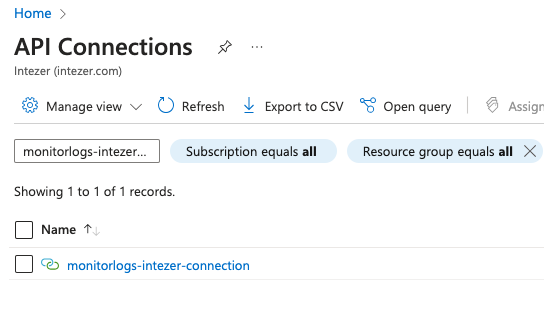 Home >
API Connections ...
Intezer (intezer.com)
Manage view Refresh Export to CSV Open query Assign
monitorlogs-intezer... Subscription equals all Resource group equals all
Showing 1 to 1 of 1 records.
Name ↑↓
monitorlogs-intezer-connection